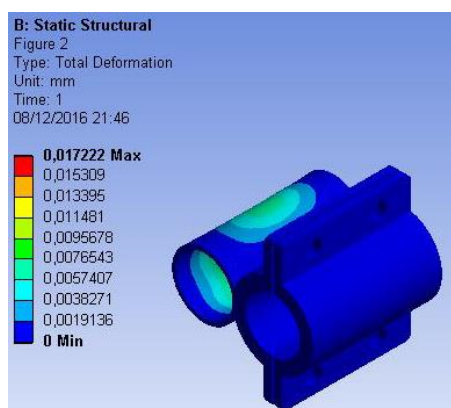 B: Static Structural
Figure 2
Type: Total Deformation
Unit: mm
Time: 1
08/12/2016 21:46
0,017222 Max
0,015309
0,013395
0,011481
0,0095678
0,0076543
0,0057407
0,0038271
0,0019136
0 Min